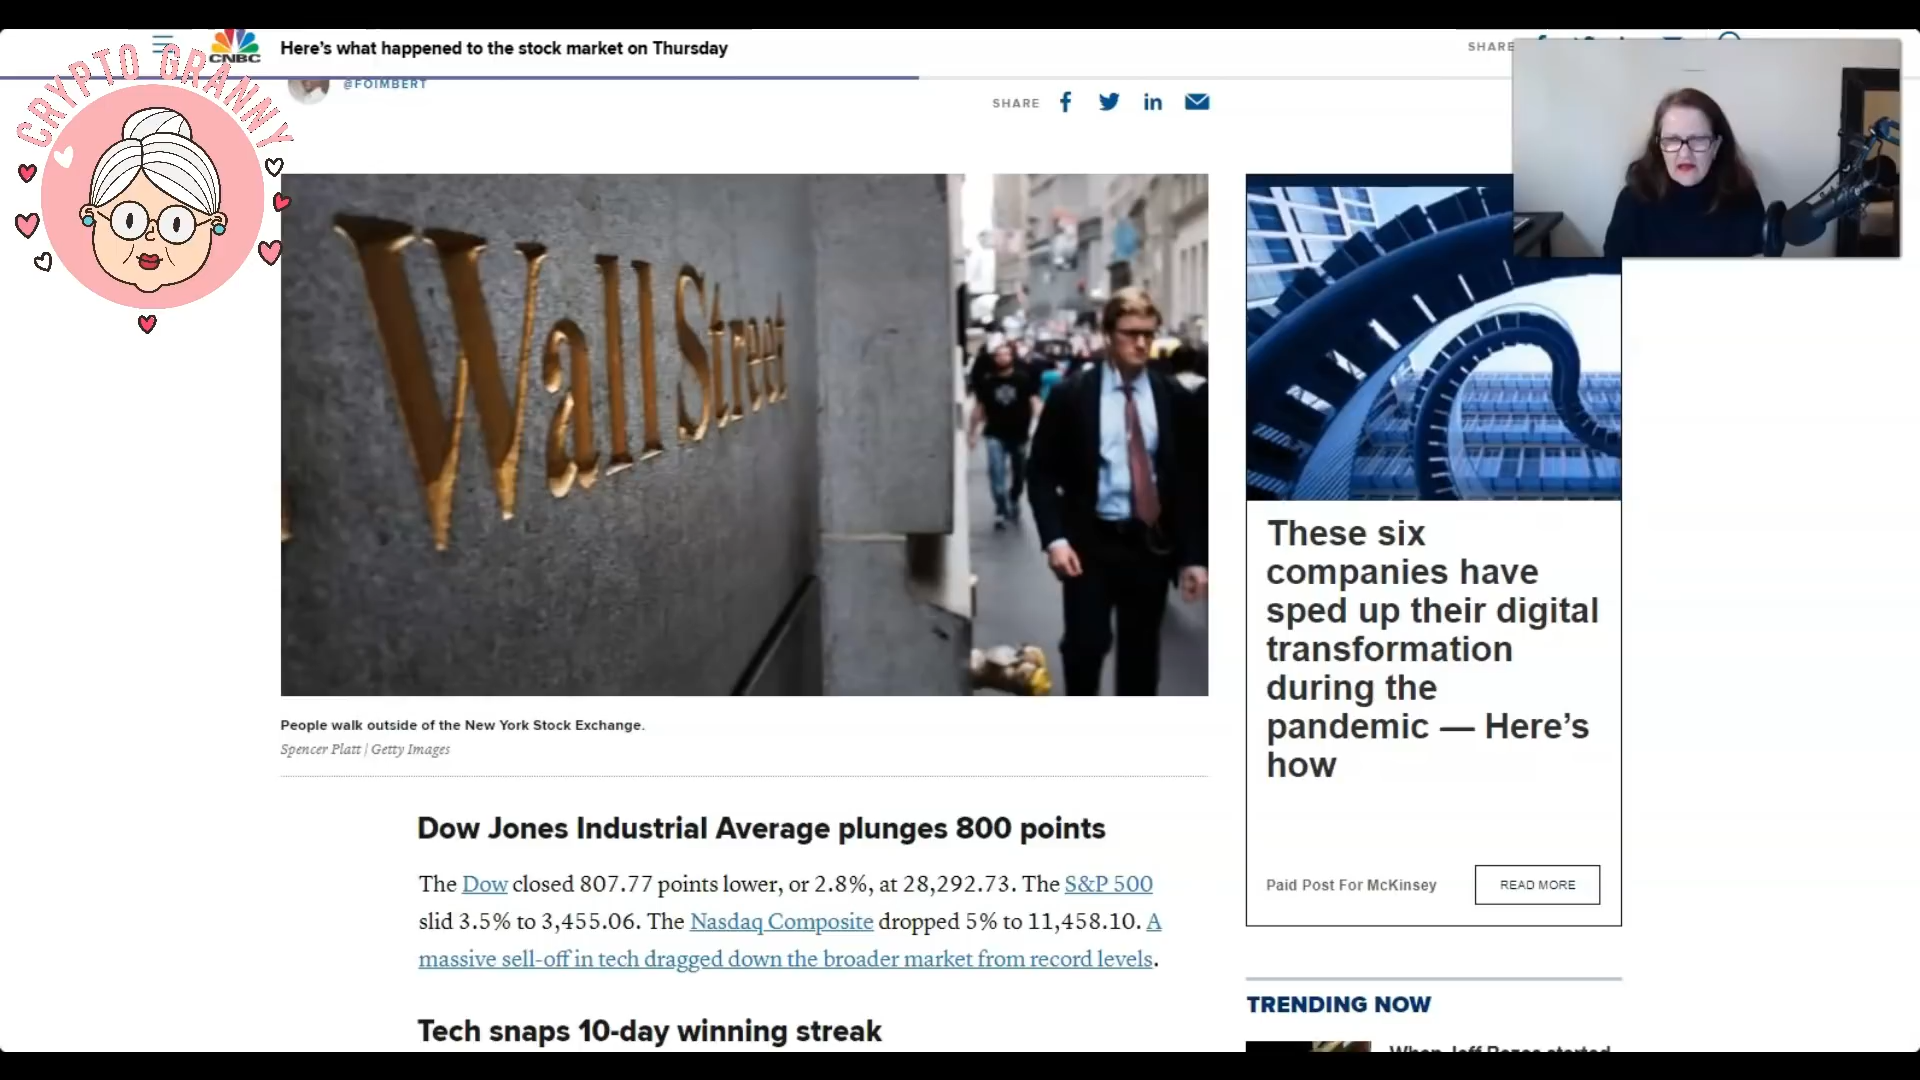 CRYPTO GRANNY
CNBC
Here's what happened to the stock market on Thursday
SHARE
@FOIMBERT
SHARE
Wall Street
People walk outside of the New York Stock Exchange.
Spencer Platt | Getty Images
Dow Jones Industrial Average plunges 800 points
The Dow closed 807.77 points lower, or 2.8%, at 28,292.73. The S&P 500
slid 3.5% to 3,455.06. The Nasdaq Composite dropped 5% to 11,458.10. A
massive sell-off in tech dragged down the broader market from record levels.
Tech snaps 10-day winning streak
These six
companies have
sped up their digital
transformation
during the
pandemic — Here's
how
Paid Post For McKinsey
READ MORE
TRENDING NOW
When Jeff Bezos started